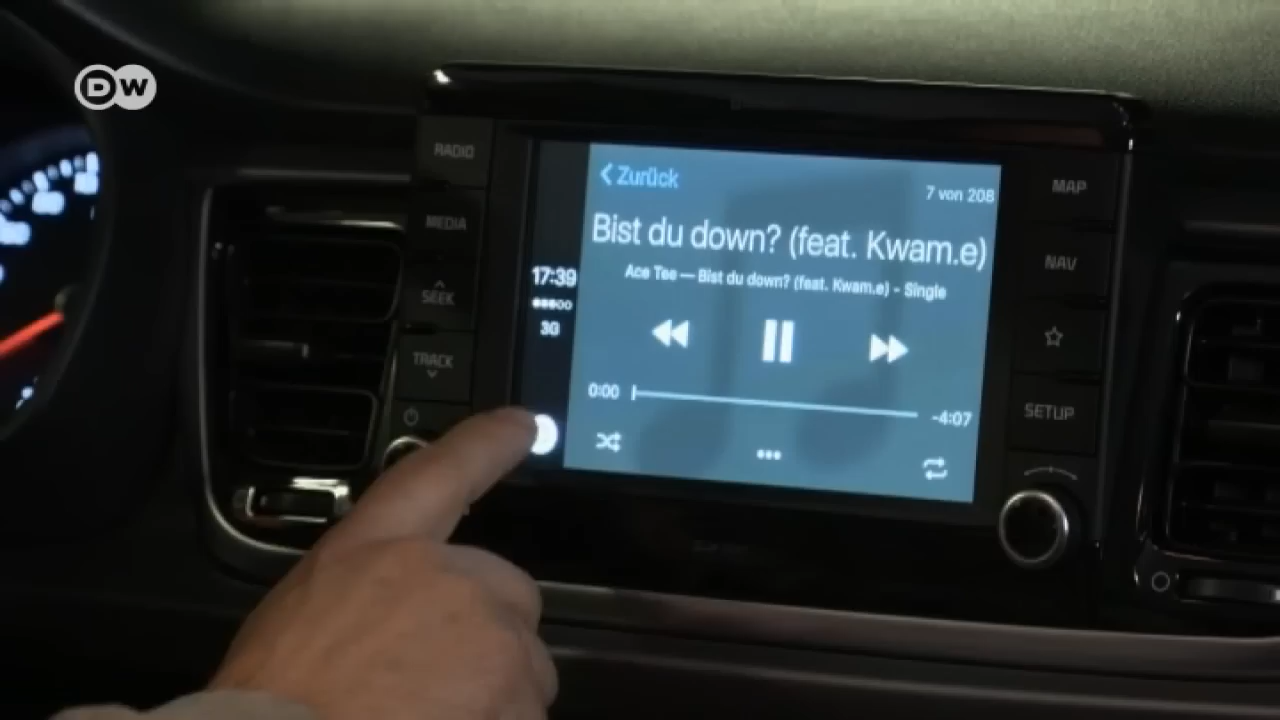 DW
RADIO
MEDIA
SEEK
TRACK
17:39
3G
Zurück
7 von 208
Bist du down? (feat. Kwam.e)
Ace Tee — Bist du down? (feat. Kwam.e) - Single
0:00
-4:07
MAP
NAV
SETUP